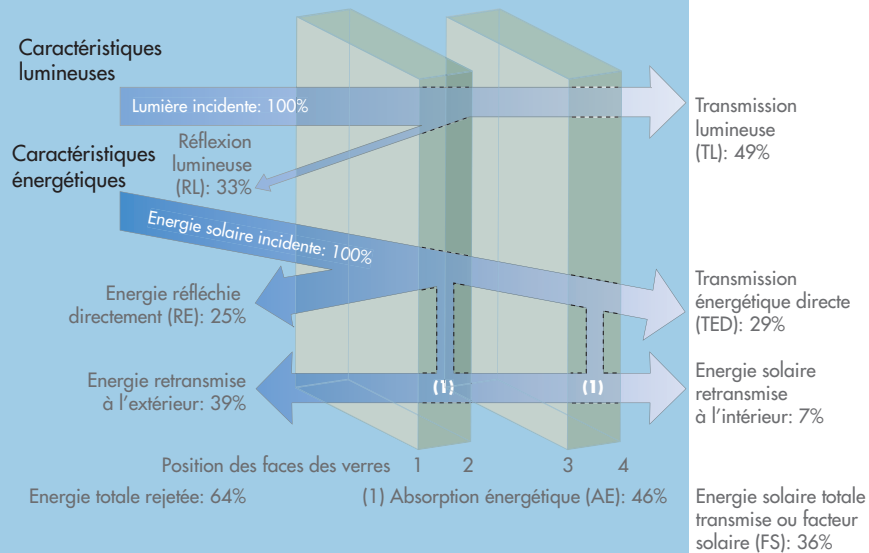 Caractéristiques
lumineuses
Lumière incidente: 100%
Transmission
lumineuse
(TL): 49%
Réflexion
lumineuse
(RL): 33%
Caractéristiques
énergétiques
Energie solaire incidente: 100%
Energie réfléchie
directement (RE): 25%
Transmission
énergétique directe
(TED): 29%
Energie retransmise
à l'extérieur: 39%
(1)
(1)
Energie solaire
retransmise
à l'intérieur: 7%
Position des faces des verres 1 2 3 4
Energie totale rejetée: 64%
(1) Absorption énergétique (AE): 46%
Energie solaire totale
transmise ou facteur
solaire (FS): 36%